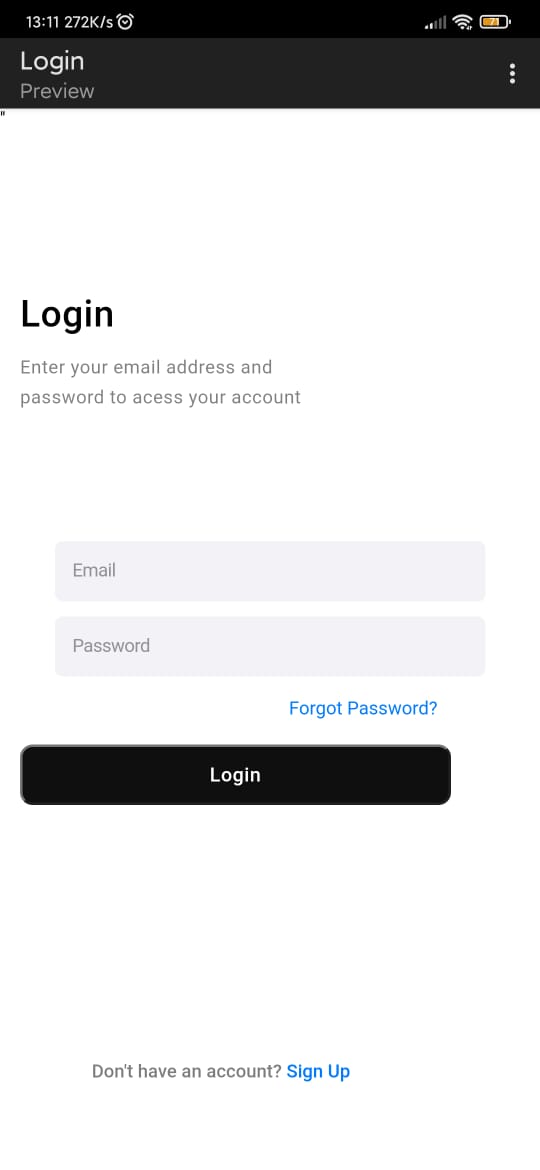 13:11 272K/s
71
Login
Preview
"
Login
Enter your email address and
password to acess your account
Email
Password
Forgot Password?
Login
Don't have an account? Sign Up